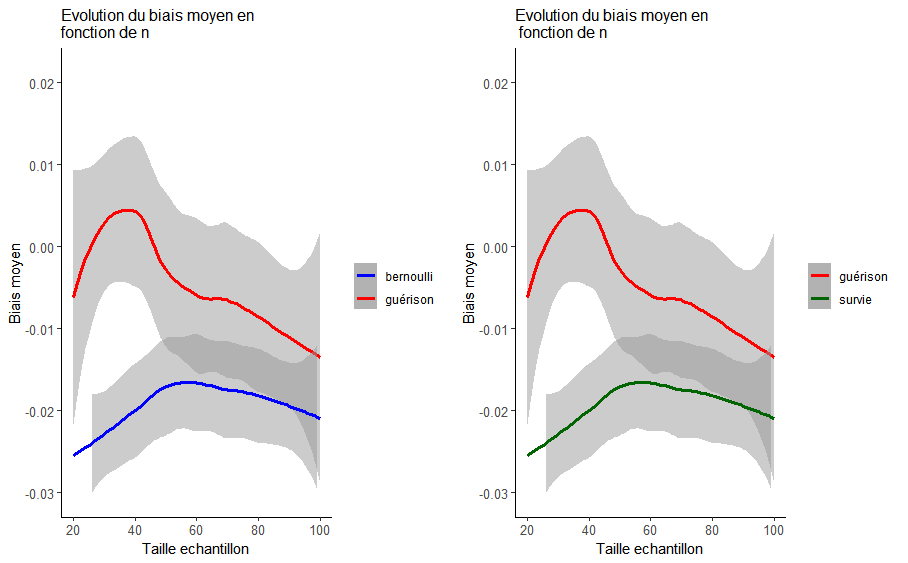 Evolution du biais moyen en
fonction de n
0.02
0.01
0.00
-0.01
-0.02
-0.03
Biais moyen
20 40 60 80 100
Taille echantillon
bernoulli
guérison
Evolution du biais moyen en
fonction de n
0.02
0.01
0.00
-0.01
-0.02
-0.03
Biais moyen
20 40 60 80 100
Taille echantillon
guérison
survie